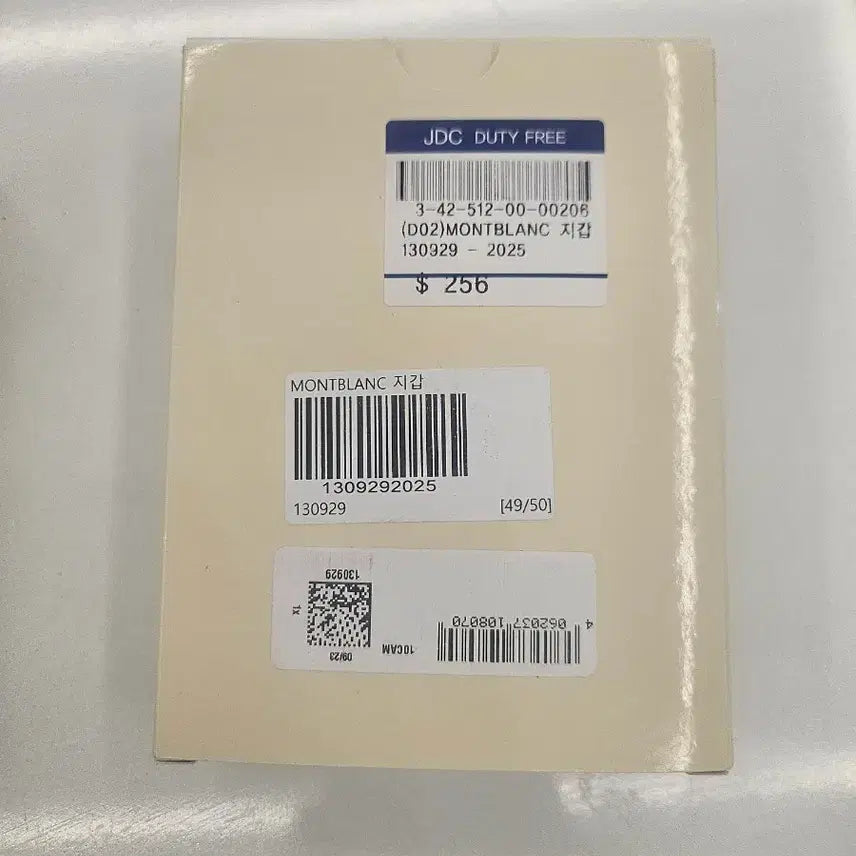 JDC DUTY FREE
3-42-512-00-00206
(D02)MONTBLANC 지갑
130929 - 2025
$ 256
MONTBLANC 지갑
1309292025
130929 [49/50]
130929
1x
09/23
10CAM
4 062037 108070